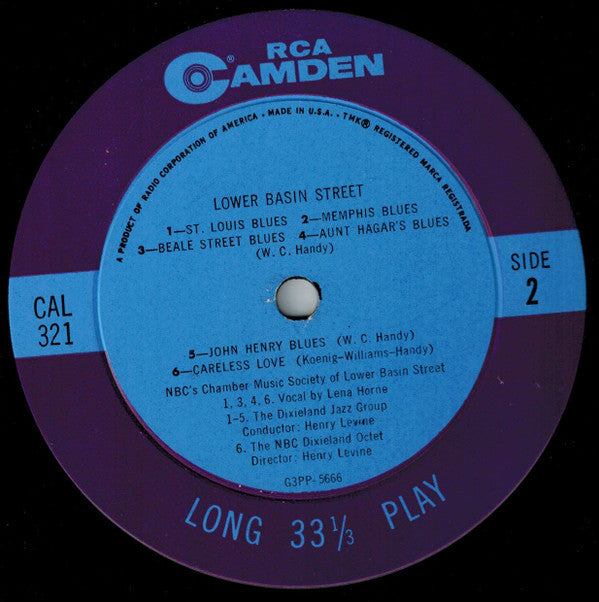 RCA
CAMDEN®
A PRODUCT OF RADIO CORPORATION OF AMERICA • MADE IN U.S.A. • TMK® REGISTERED MARCA REGISTRADA
LOWER BASIN STREET
1—ST. LOUIS BLUES 2—MEMPHIS BLUES
3—BEALE STREET BLUES 4—AUNT HAGAR'S BLUES
(W. C. Handy)
CAL
321
SIDE
2
5—JOHN HENRY BLUES (W. C. Handy)
6—CARELESS LOVE (Koenig–Williams–Handy)
NBC's Chamber Music Society of Lower Basin Street
1, 3, 4, 6. Vocal by Lena Horne
1–5. The Dixieland Jazz Group
Conductor: Henry Levine
6. The NBC Dixieland Octet
Director: Henry Levine
G3PP-5666
LONG 33⅓ PLAY